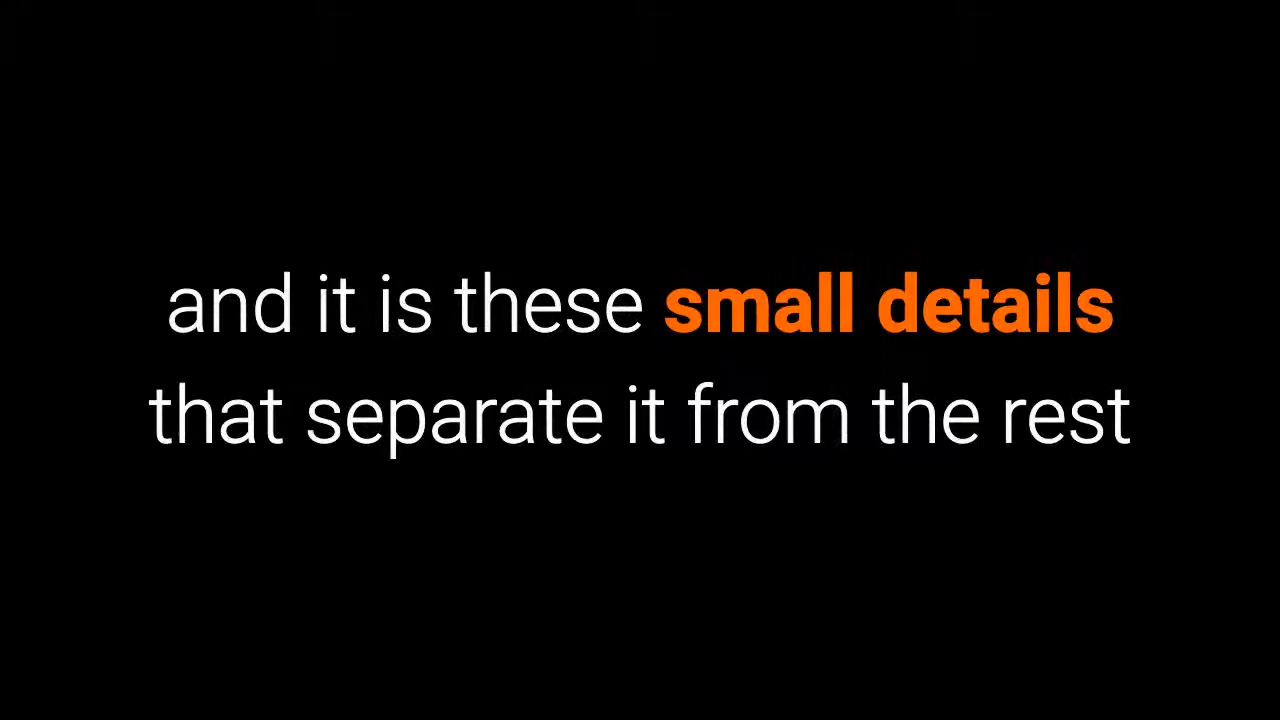 and it is these small details
that separate it from the rest